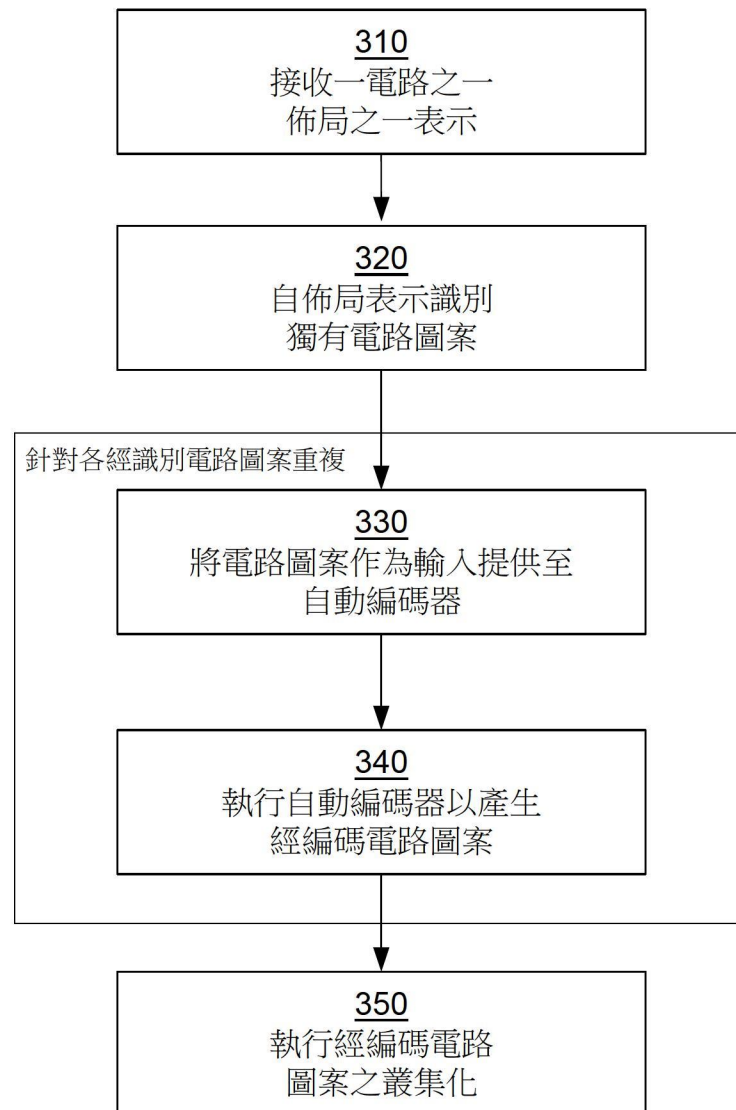 310
接收一電路之一
佈局之一表示
320
自佈局表示識別
獨有電路圖案
針對各經識別電路圖案重複
330
將電路圖案作為輸入提供至
自動編碼器
340
執行自動編碼器以產生
經編碼電路圖案
350
執行經編碼電路
圖案之叢集化